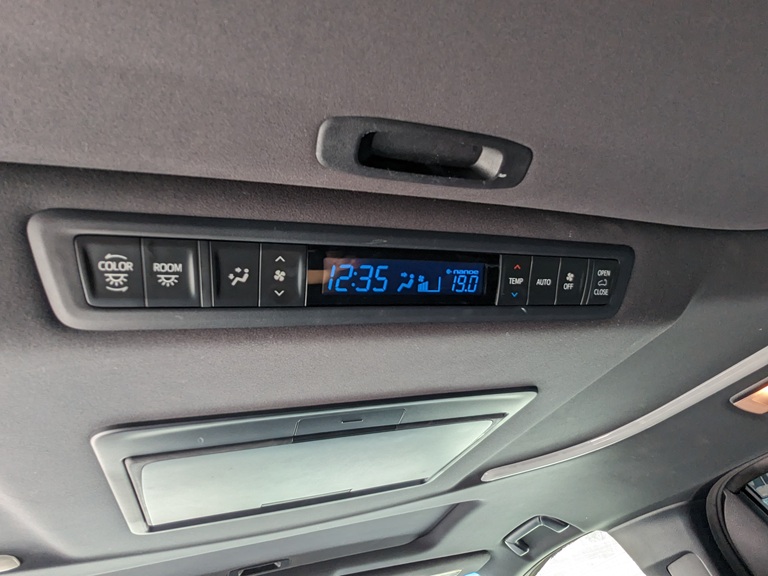 COLOR
ROOM
12:35
nanoe
19.0
TEMP
AUTO
OFF
OPEN
CLOSE